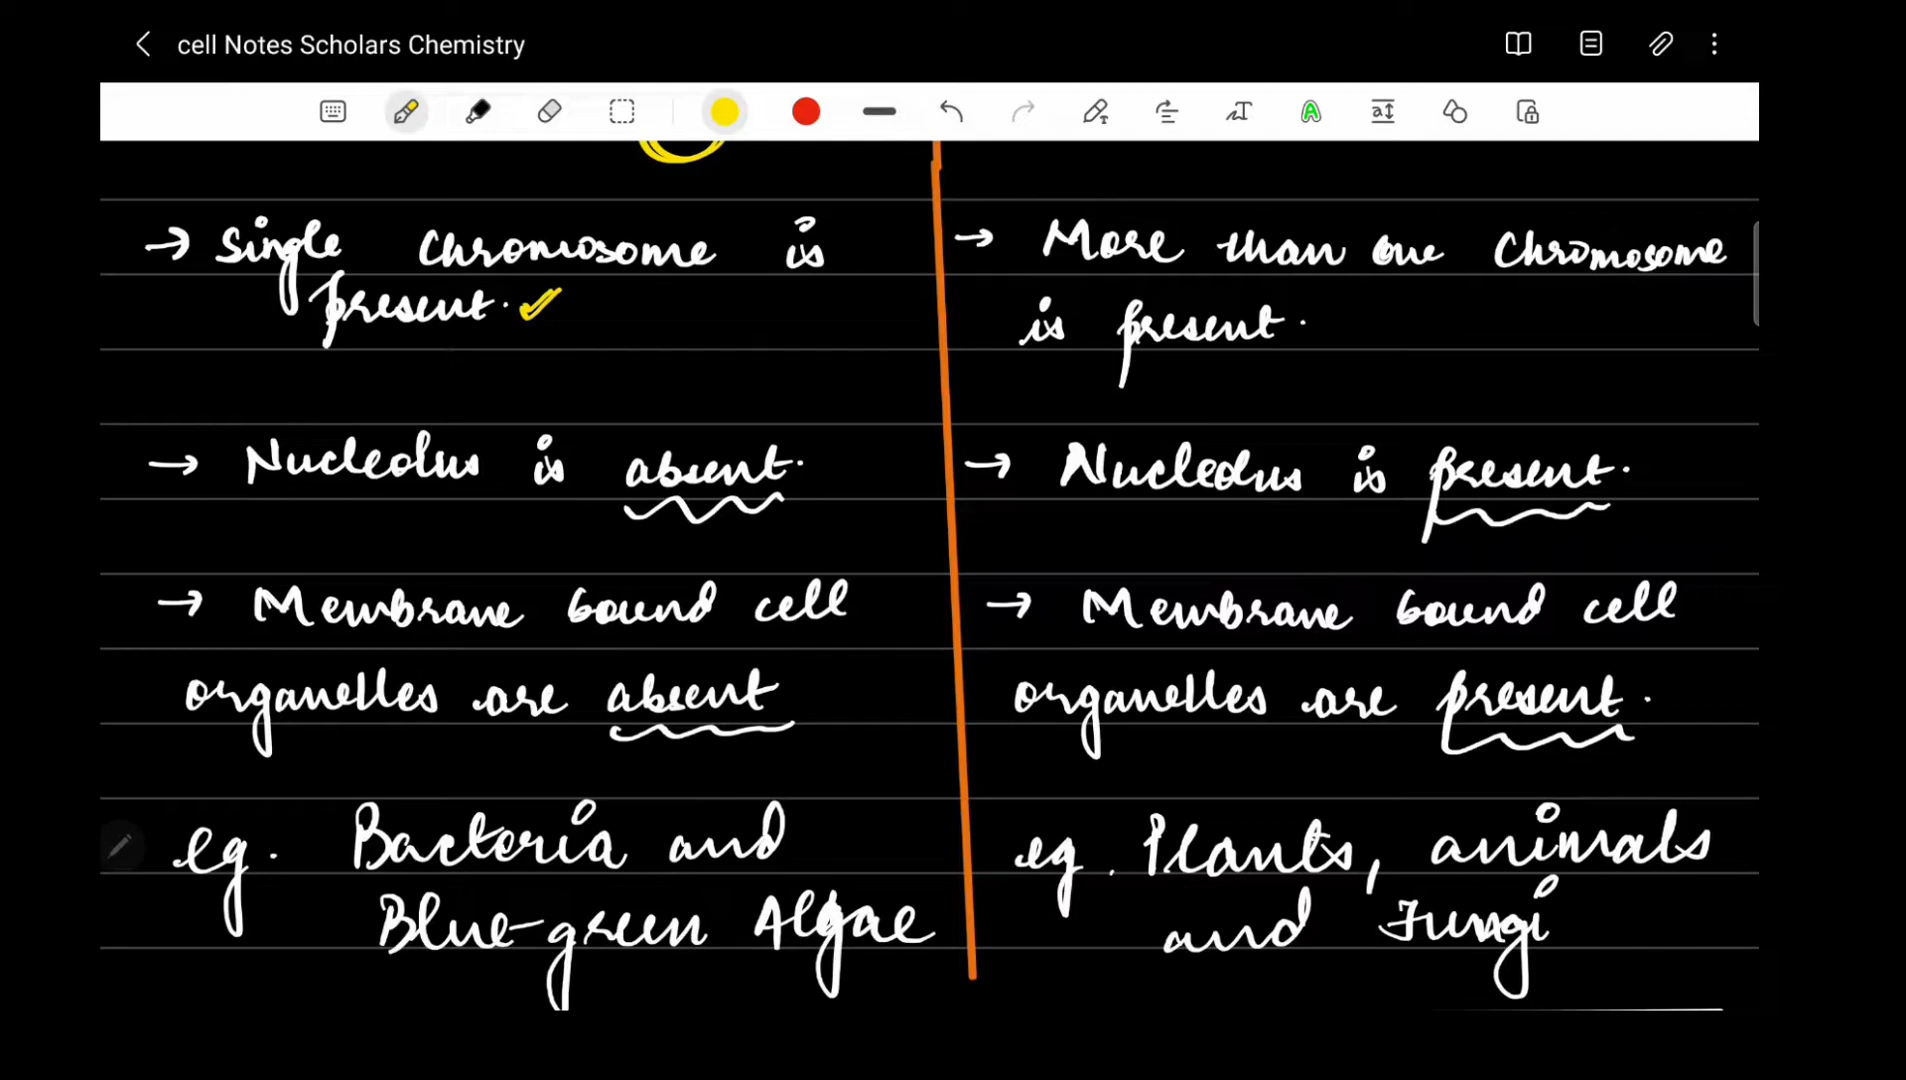 cell Notes Scholars Chemistry
→ Single chromosome is
present.
→ Nucleolus is absent.
→ Membrane bound cell
organelles are absent
eg. Bacteria and
Blue-green Algae
→ More than one Chromosome
is present.
→ Nucleolus is present.
→ Membrane bound cell
organelles are present.
eg. Plants, animals
and Fungi